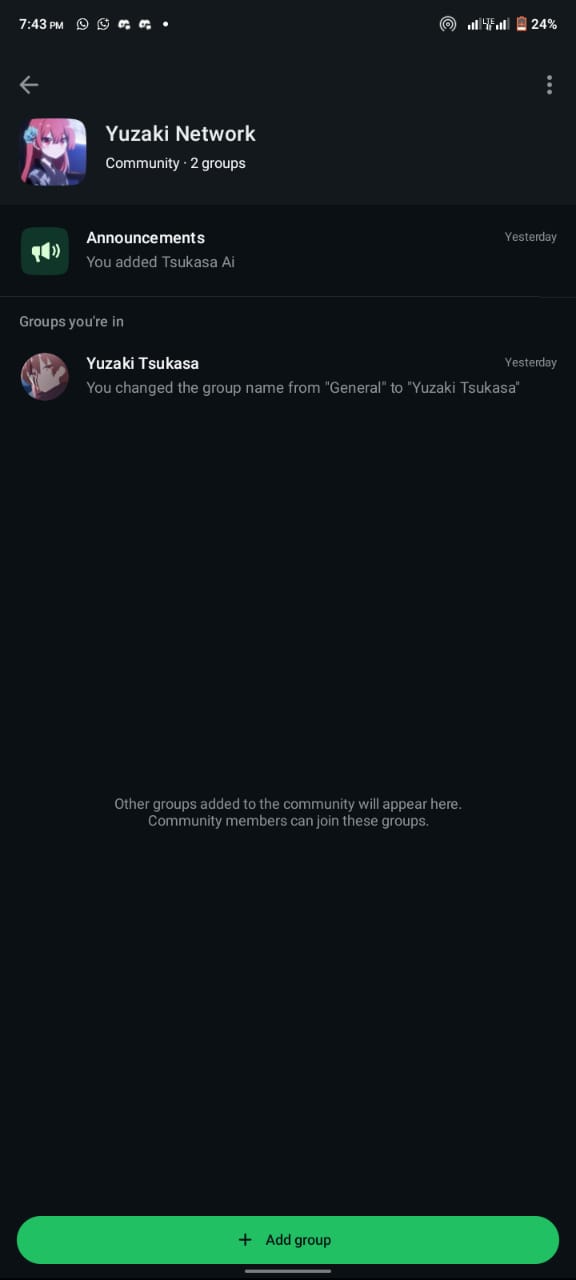 7:43 PM
LTE
24%
Yuzaki Network
Community · 2 groups
Announcements
Yesterday
You added Tsukasa Ai
Groups you're in
Yuzaki Tsukasa
Yesterday
You changed the group name from "General" to "Yuzaki Tsukasa"
Other groups added to the community will appear here.
Community members can join these groups.
+ Add group